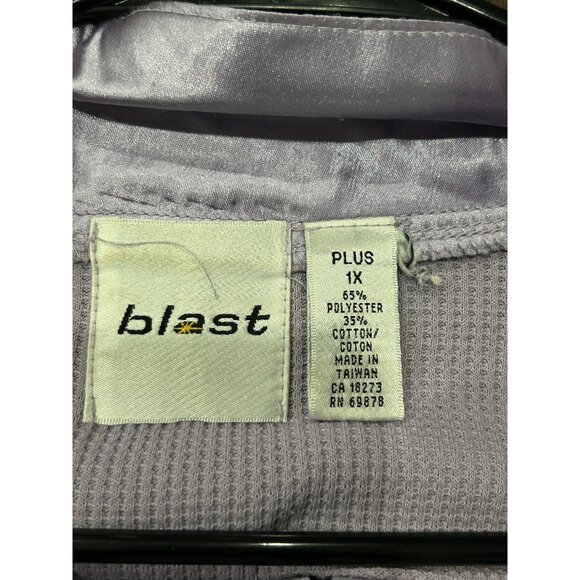 blast
PLUS
1X
65%
POLYESTER
35%
COTTON/
COTON
MADE IN
TAIWAN
CA 18273
RN 69878